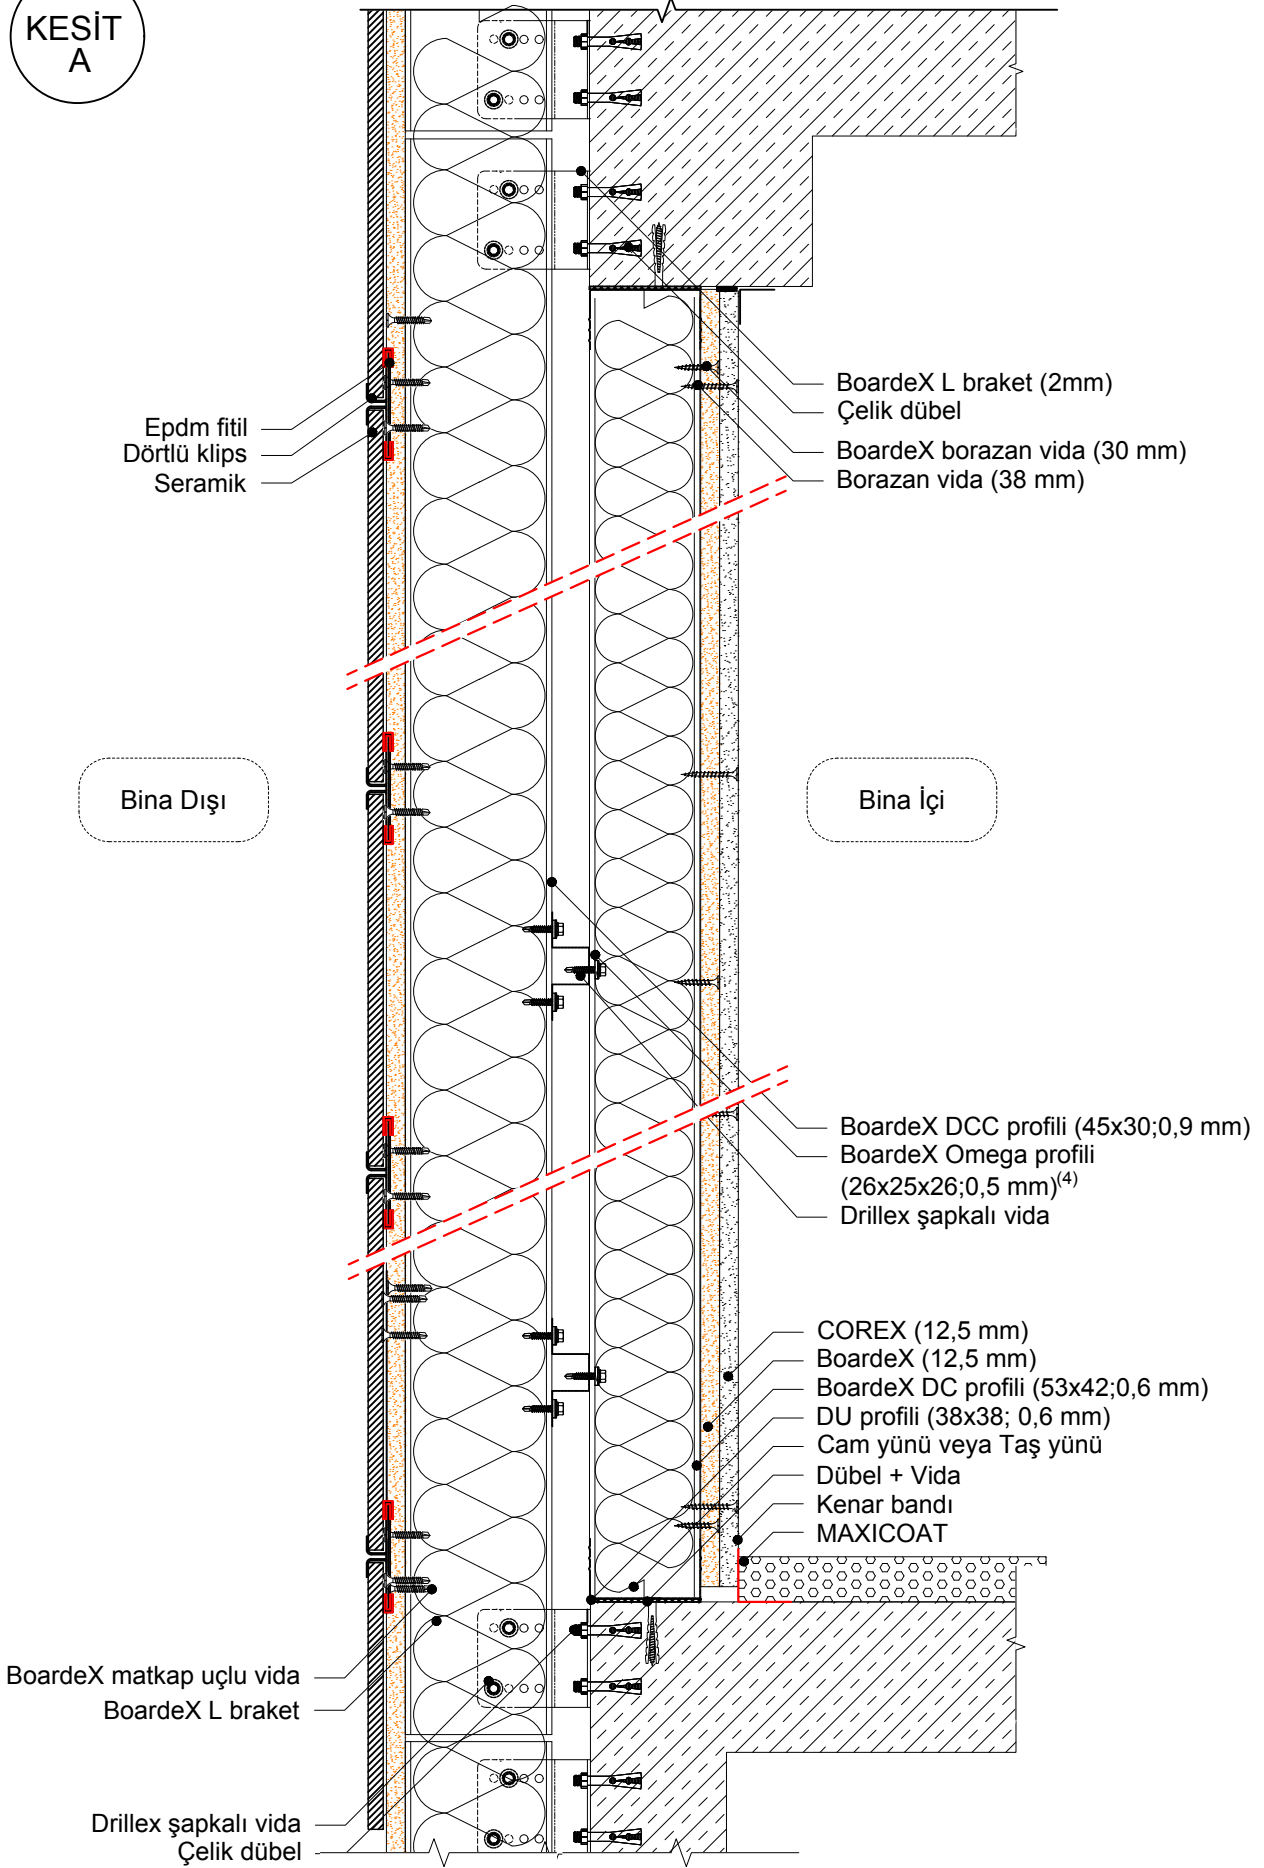 KESİT
A
Epdm fitil
Dörtlü klips
Seramik
BoardeX L braket (2mm)
Çelik dübel
BoardeX borazan vida (30 mm)
Borazan vida (38 mm)
Bina Dışı
Bina İçi
BoardeX DCC profili (45x30;0,9 mm)
BoardeX Omega profili
(26x25x26;0,5 mm)(4)
Drillex şapkalı vida
COREX (12,5 mm)
BoardeX (12,5 mm)
BoardeX DC profili (53x42;0,6 mm)
DU profili (38x38; 0,6 mm)
Cam yünü veya Taş yünü
Dübel + Vida
Kenar bandı
MAXICOAT
BoardeX matkap uçlu vida
BoardeX L braket
Drillex şapkalı vida
Çelik dübel